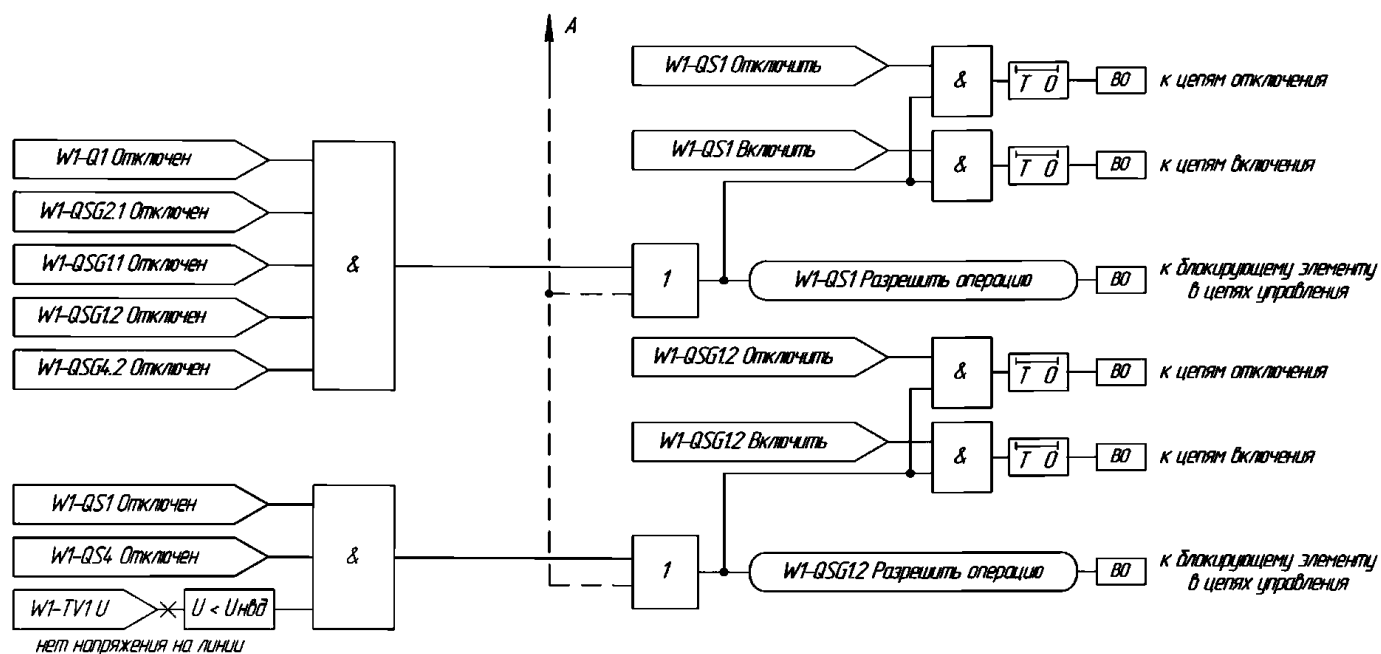 A
W1-QS1 Отключить
&
T 0
ВО
к цепям отключения
W1-QS1 Включить
&
T 0
ВО
к цепям включения
W1-Q1 Отключен
W1-QSG2.1 Отключен
W1-QSG1.1 Отключен
W1-QSG1.2 Отключен
W1-QSG4.2 Отключен
&
1
W1-QS1 Разрешить операцию
ВО
к блокирующему элементу
в цепях управления
W1-QSG1.2 Отключить
&
T 0
ВО
к цепям отключения
W1-QSG1.2 Включить
&
T 0
ВО
к цепям включения
W1-QS1 Отключен
W1-QS4 Отключен
W1-TV1 U
U < Uнвд
нет напряжения на линии
&
1
W1-QSG1.2 Разрешить операцию
ВО
к блокирующему элементу
в цепях управления